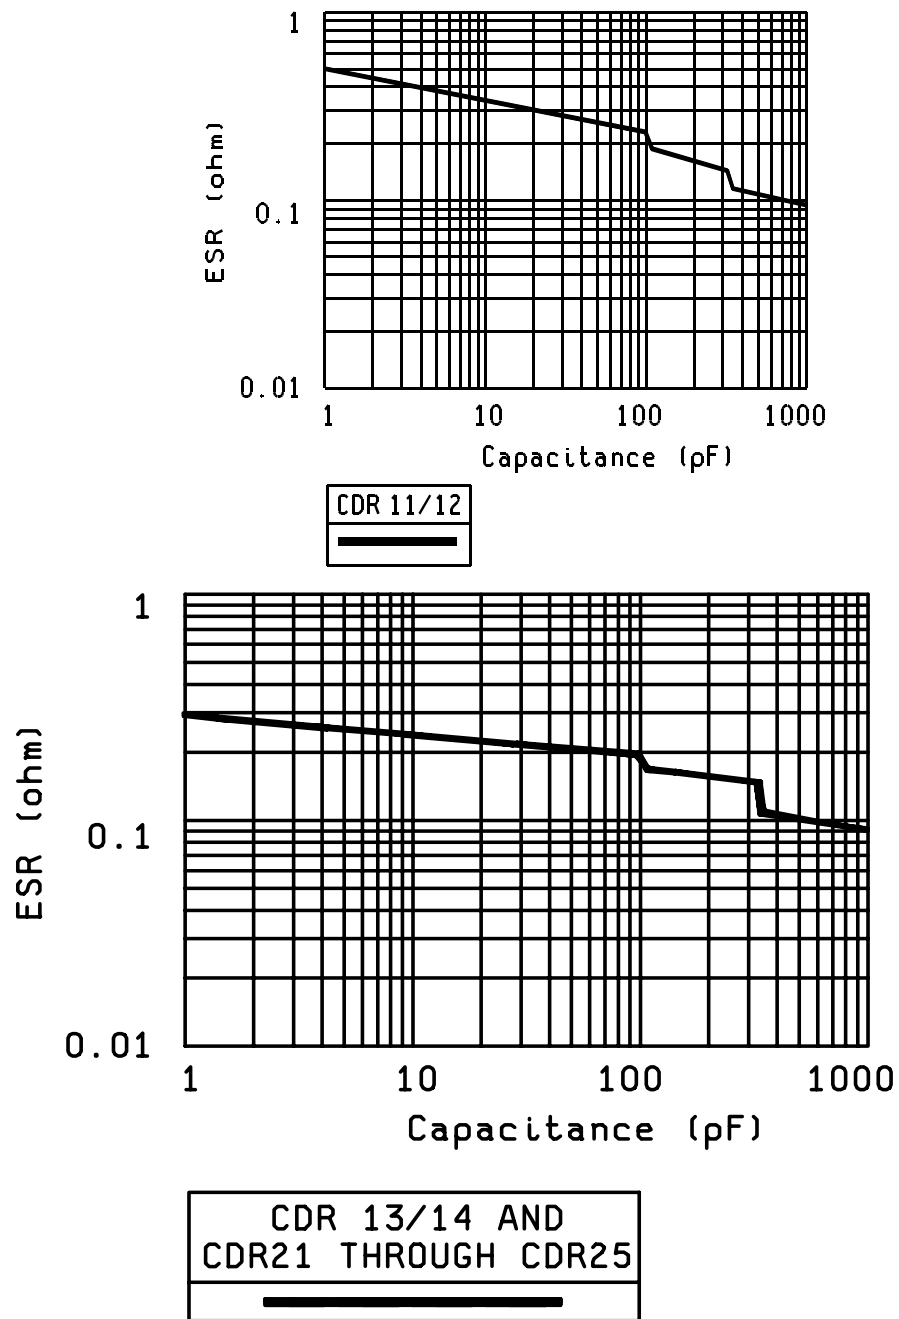 1
ESR (ohm)
0.1
0.01
1 10 100 1000
Capacitance (pF)
CDR 11/12
1
ESR (ohm)
0.1
0.01
1 10 100 1000
Capacitance (pF)
CDR 13/14 AND
CDR21 THROUGH CDR25